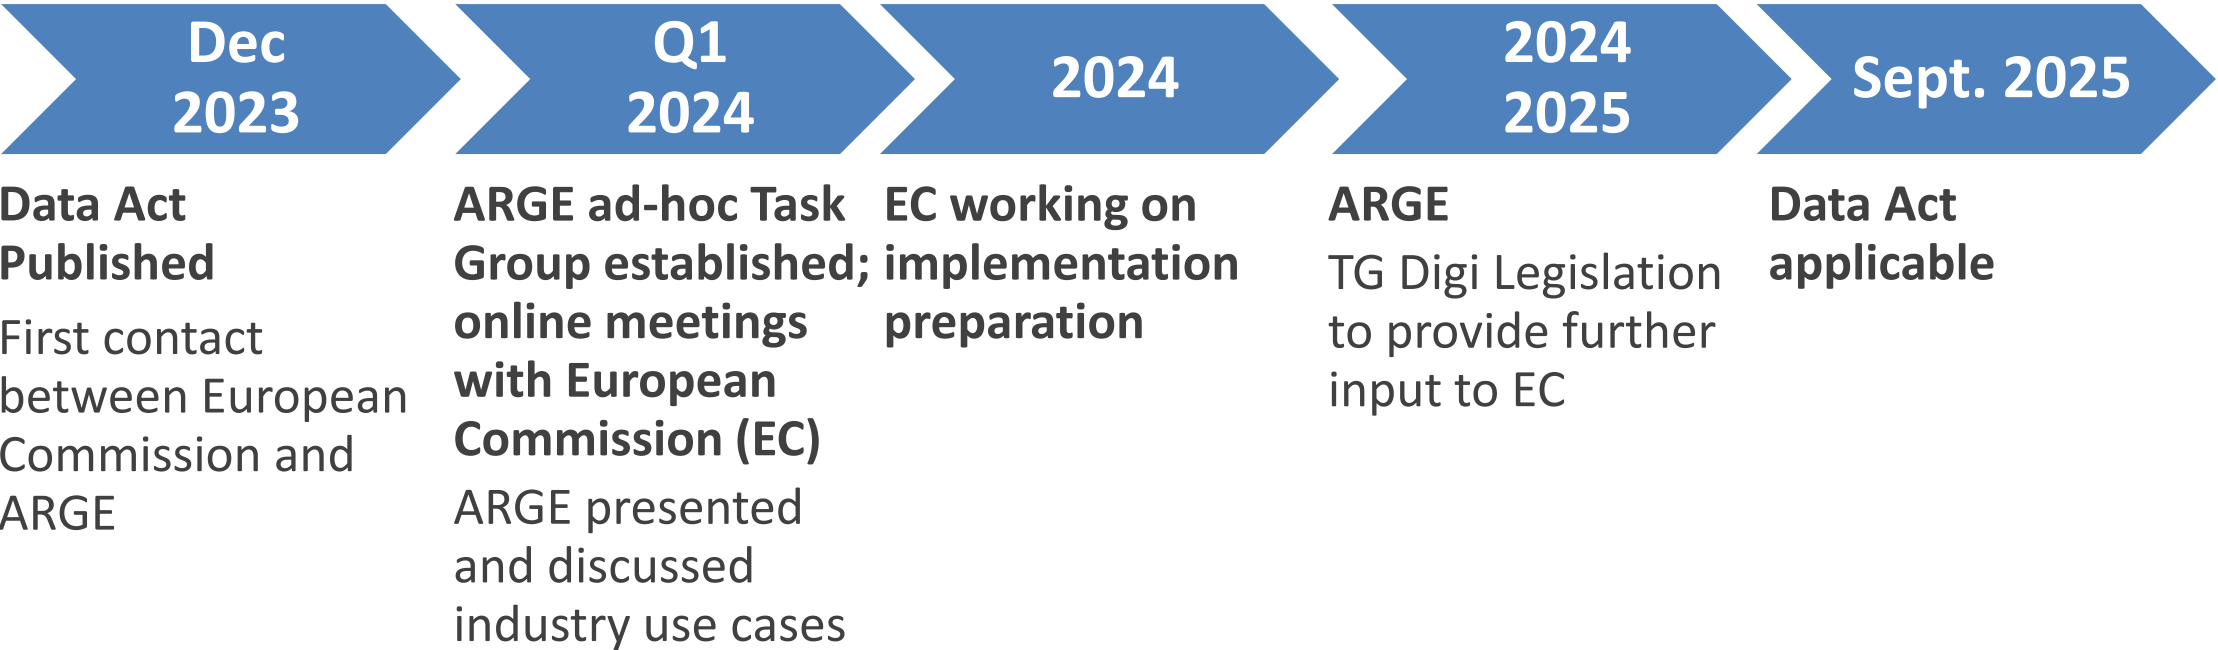 Dec
2023
Q1
2024
2024
2024
2025
Sept. 2025
Data Act
Published
First contact
between European
Commission and
ARGE
ARGE ad-hoc Task
Group established;
online meetings
with European
Commission (EC)
ARGE presented
and discussed
industry use cases
EC working on
implementation
preparation
ARGE
TG Digi Legislation
to provide further
input to EC
Data Act
applicable